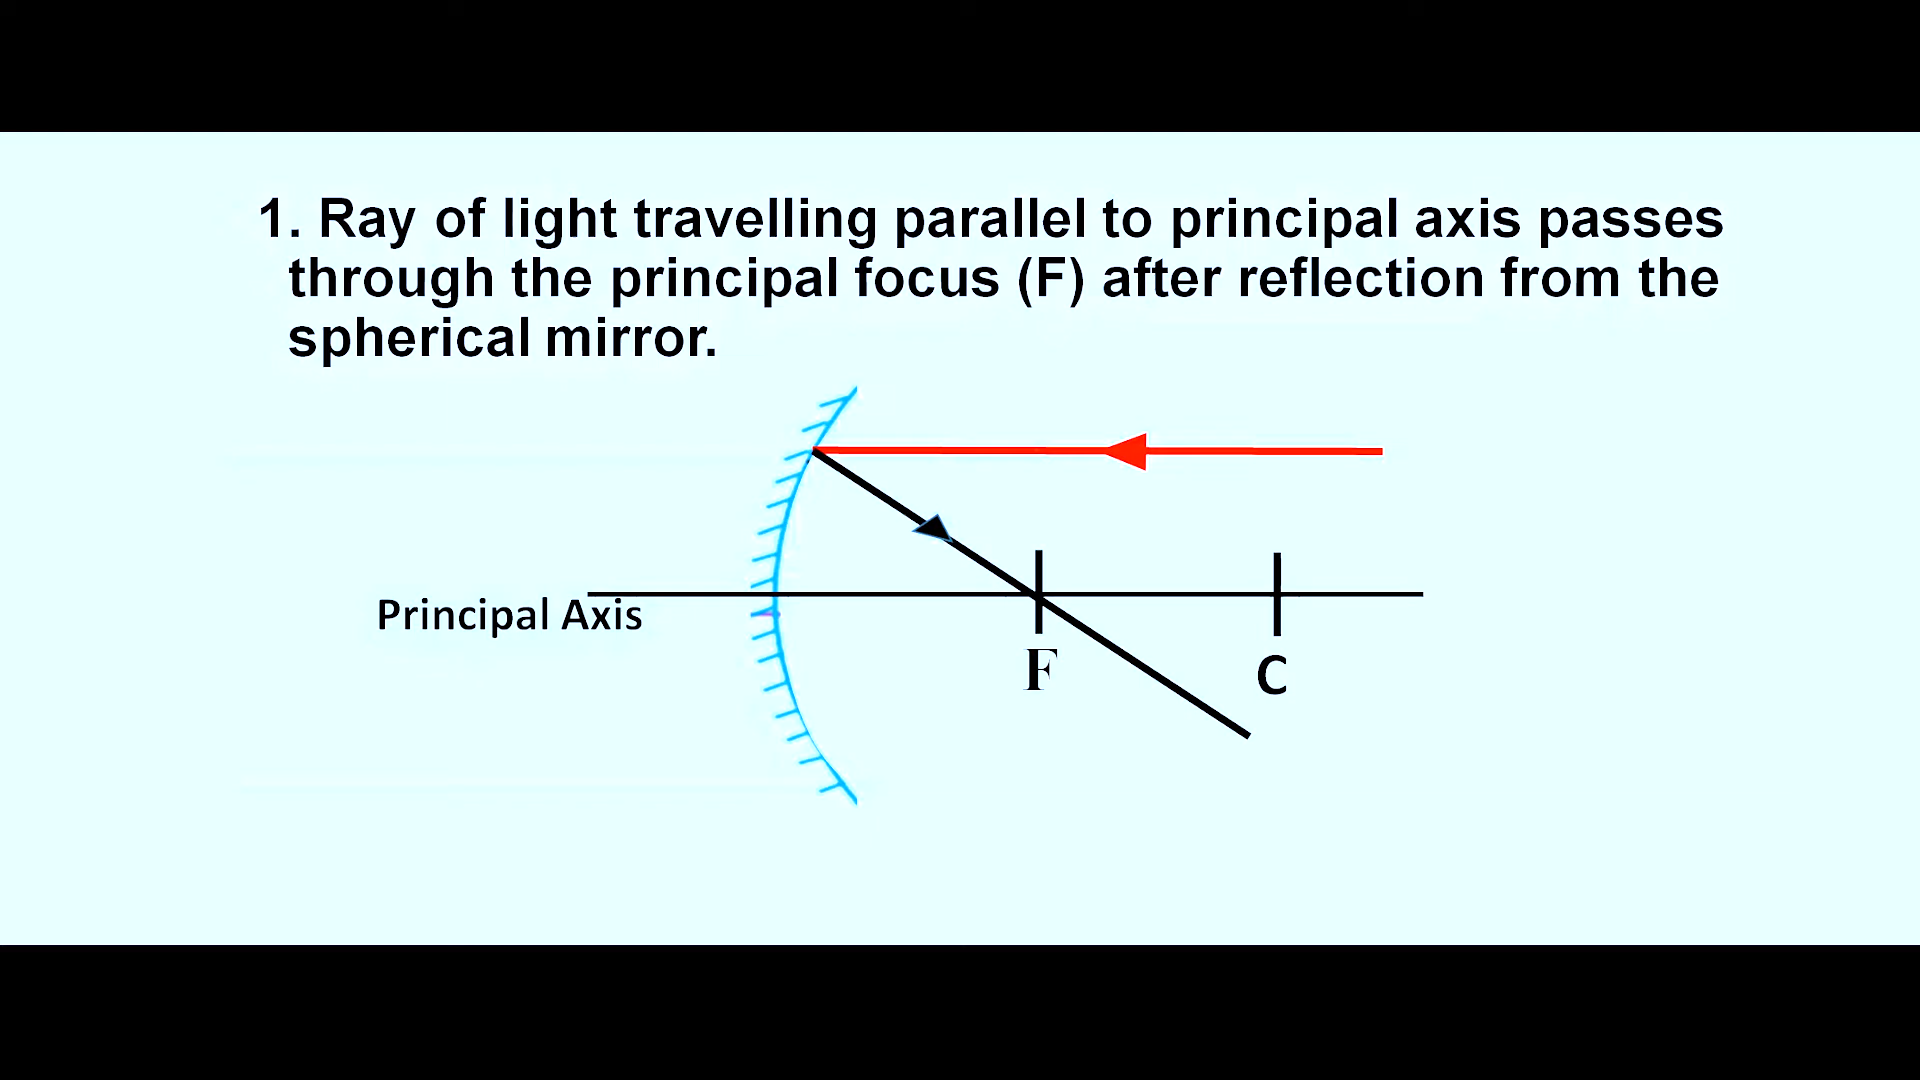 1. Ray of light travelling parallel to principal axis passes
through the principal focus (F) after reflection from the
spherical mirror.
Principal Axis
F
C